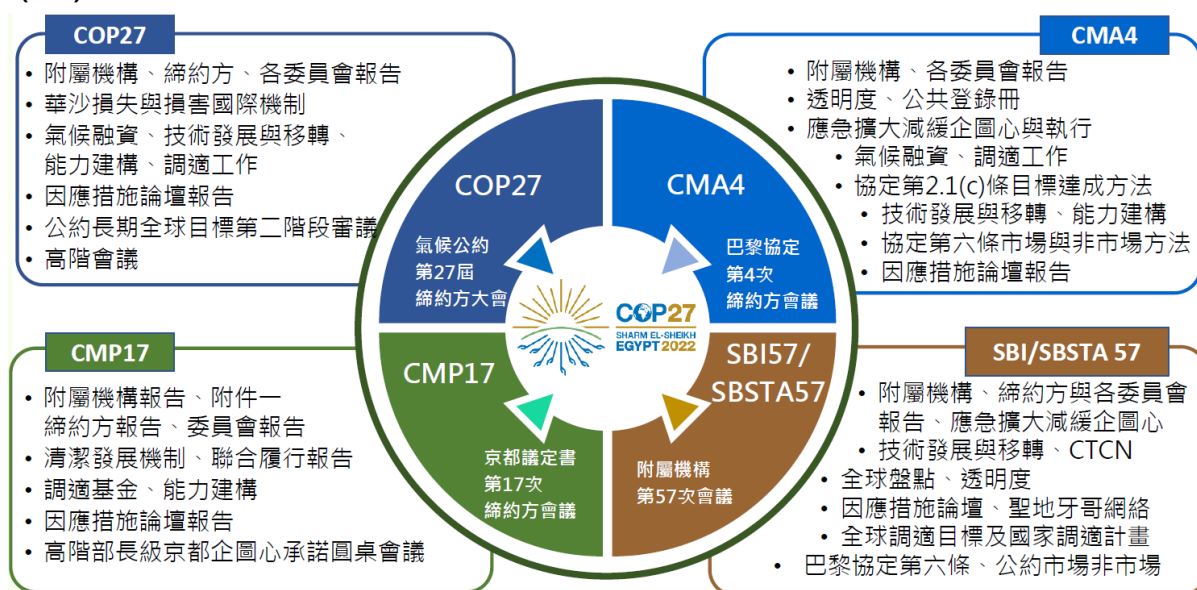 COP27
• 附屬機構、締約方、各委員會報告
• 華沙損失與損害國際機制
• 氣候融資、技術發展與移轉、
能力建構、調適工作
• 因應措施論壇報告
• 公約長期全球目標第二階段審議
• 高階會議
CMA4
• 附屬機構、各委員會報告
• 透明度、公共登錄冊
• 應急擴大減緩企圖心與執行
• 氣候融資、調適工作
• 協定第2.1(c)條目標達成方法
• 技術發展與移轉、能力建構
• 協定第六條市場與非市場方法
• 因應措施論壇報告
COP27
氣候公約
第27屆
締約方大會
CMA4
巴黎協定
第4次
締約方會議
COP27
SHARM EL-SHEIKH
EGYPT 2022
CMP17
京都議定書
第17次
締約方會議
SBI57/
SBSTA57
附屬機構
第57次會議
CMP17
• 附屬機構報告、附件一
締約方報告、委員會報告
• 清潔發展機制、聯合履行報告
• 調適基金、能力建構
• 因應措施論壇報告
• 高階部長級京都企圖心承諾圓桌會議
SBI/SBSTA 57
• 附屬機構、締約方與各委員會
報告、應急擴大減緩企圖心
• 技術發展與移轉、CTCN
• 全球盤點、透明度
• 因應措施論壇、聖地牙哥網絡
• 全球調適目標及國家調適計畫
• 巴黎協定第六條、公約市場非市場